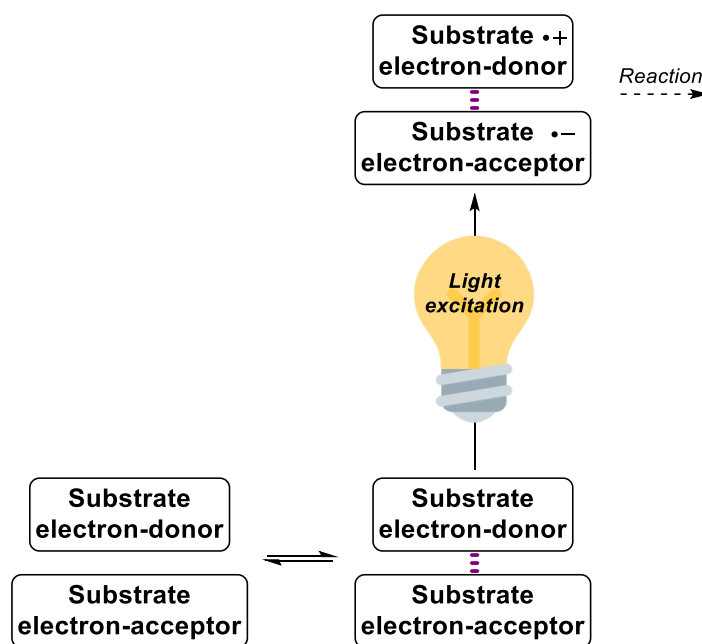 Substrate •+
electron-donor
Reaction
Substrate •−
electron-acceptor
Light
excitation
Substrate
electron-donor
Substrate
electron-donor
Substrate
electron-acceptor
Substrate
electron-acceptor